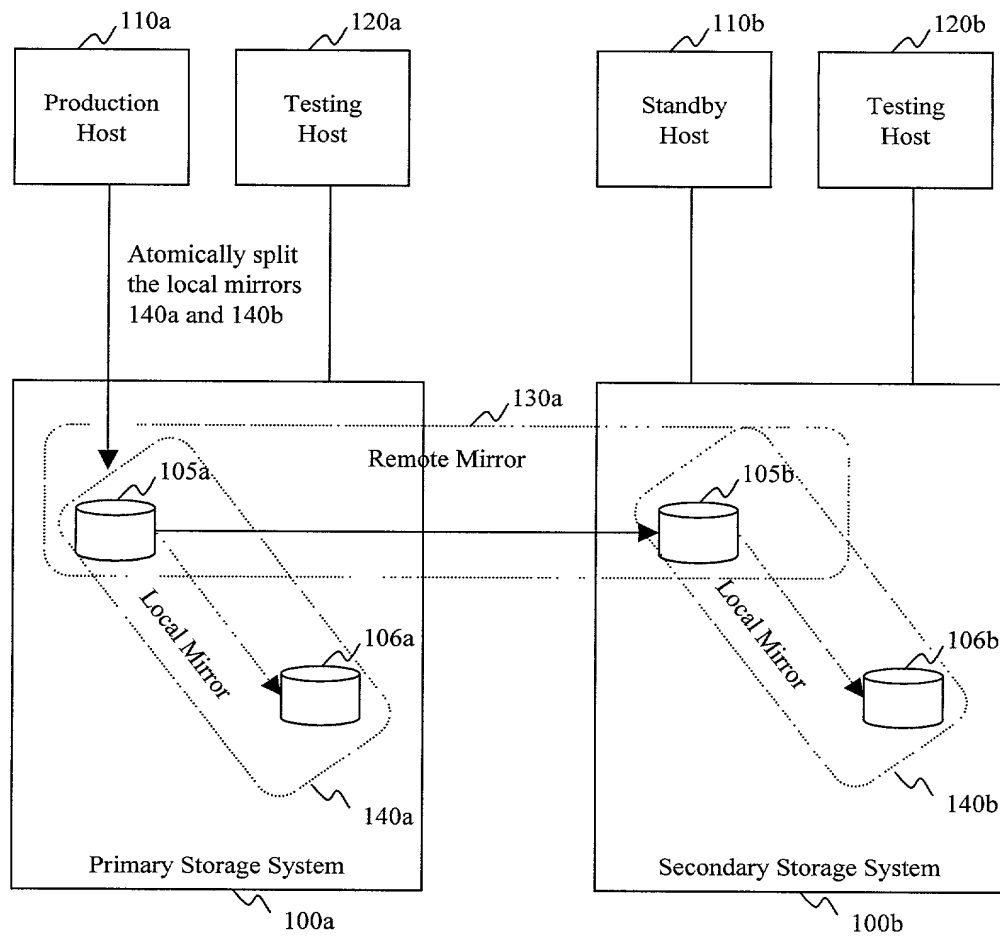 110a
120a
110b
120b
Production
Host
Testing
Host
Standby
Host
Testing
Host
Atomically split
the local mirrors
140a and 140b
130a
Remote Mirror
105a
105b
Local Mirror
Local Mirror
106a
106b
140a
140b
Primary Storage System
Secondary Storage System
100a
100b